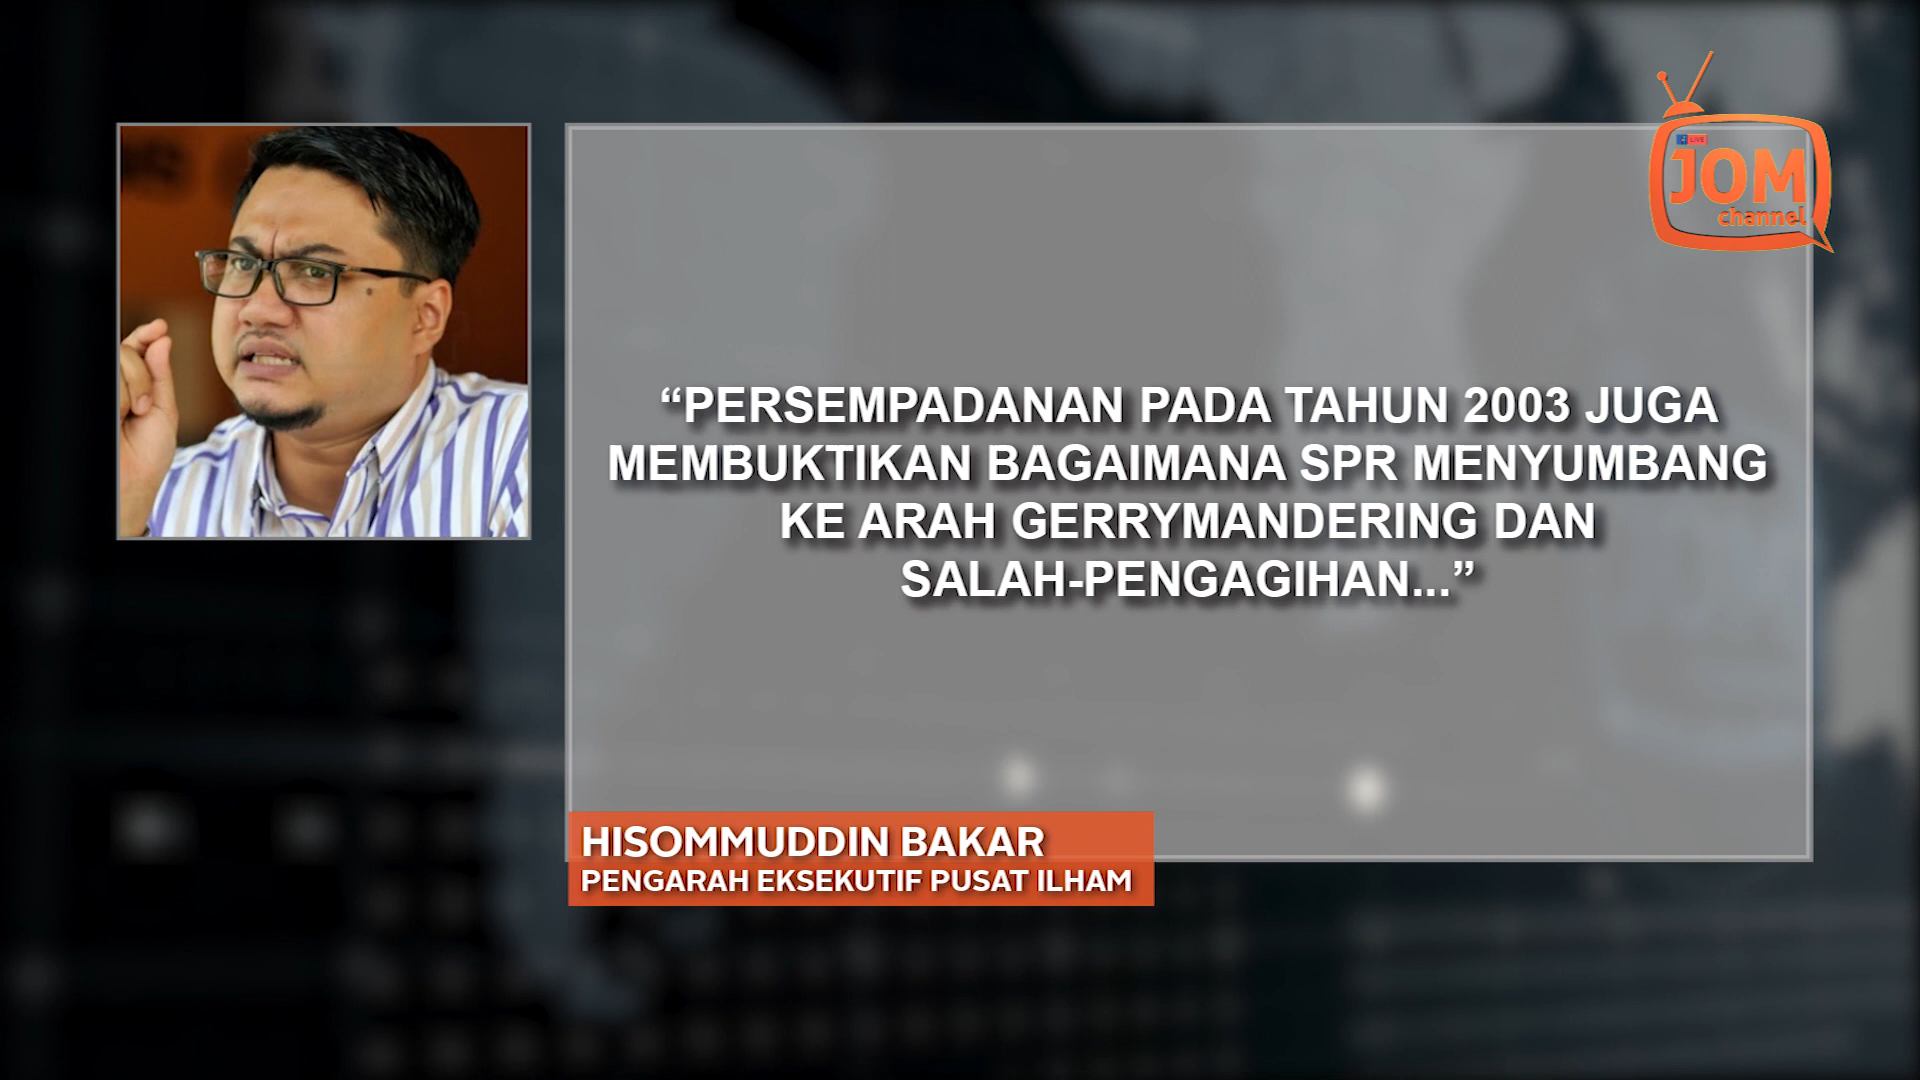 LIVE
JOM
channel
“PERSEMPADANAN PADA TAHUN 2003 JUGA
MEMBUKTIKAN BAGAIMANA SPR MENYUMBANG
KE ARAH GERRYMANDERING DAN
SALAH-PENGAGIHAN...”
HISOMMUDDIN BAKAR
PENGARAH EKSEKUTIF PUSAT ILHAM